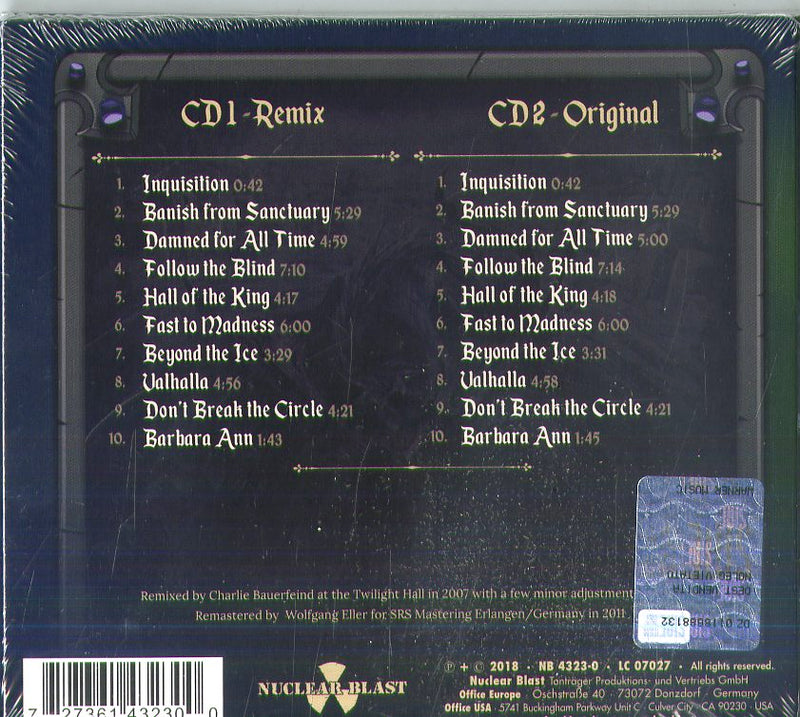 CD1-Remix
1. Inquisition 0:42
2. Banish from Sanctuary 5:29
3. Damned for All Time 4:59
4. Follow the Blind 7:10
5. Hall of the King 4:17
6. Fast to Madness 6:00
7. Beyond the Ice 3:29
8. Valhalla 4:56
9. Don't Break the Circle 4:21
10. Barbara Ann 1:43
CD2-Original
1. Inquisition 0:42
2. Banish from Sanctuary 5:29
3. Damned for All Time 5:00
4. Follow the Blind 7:14
5. Hall of the King 4:18
6. Fast to Madness 6:00
7. Beyond the Ice 3:31
8. Valhalla 4:58
9. Don't Break the Circle 4:21
10. Barbara Ann 1:45
Remixed by Charlie Bauerfeind at the Twilight Hall in 2007 with a few minor adjustment
Remastered by Wolfgang Eller for SRS Mastering Erlangen/Germany in 2011
WARNER MUSIC
NOLEG VIETATO
DEST VENDITA
DZ 0118888132
7 27361 43230 0
NUCLEAR BLAST
℗ + © 2018 • NB 4323-0 • LC 07027 • All rights reserved.
Nuclear Blast Tonträger Produktions- und Vertriebs GmbH
Office Europe • Öschstraße 40 • 73072 Donzdorf • Germany
Office USA • 5741 Buckingham Parkway Unit C • Culver City • CA 90230 • USA